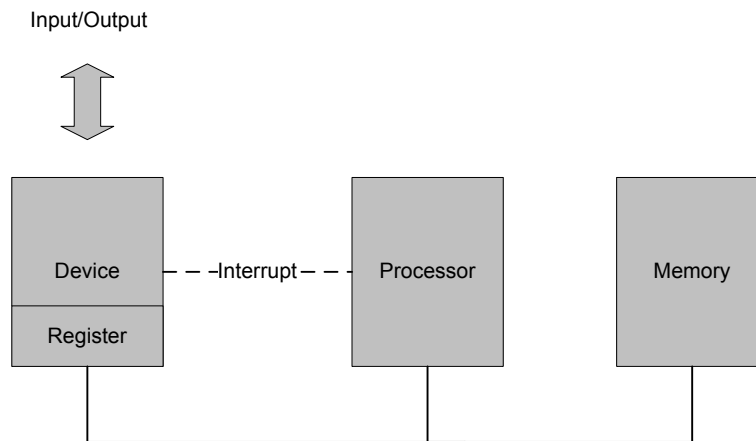 Input/Output
Device
Interrupt
Processor
Memory
Register